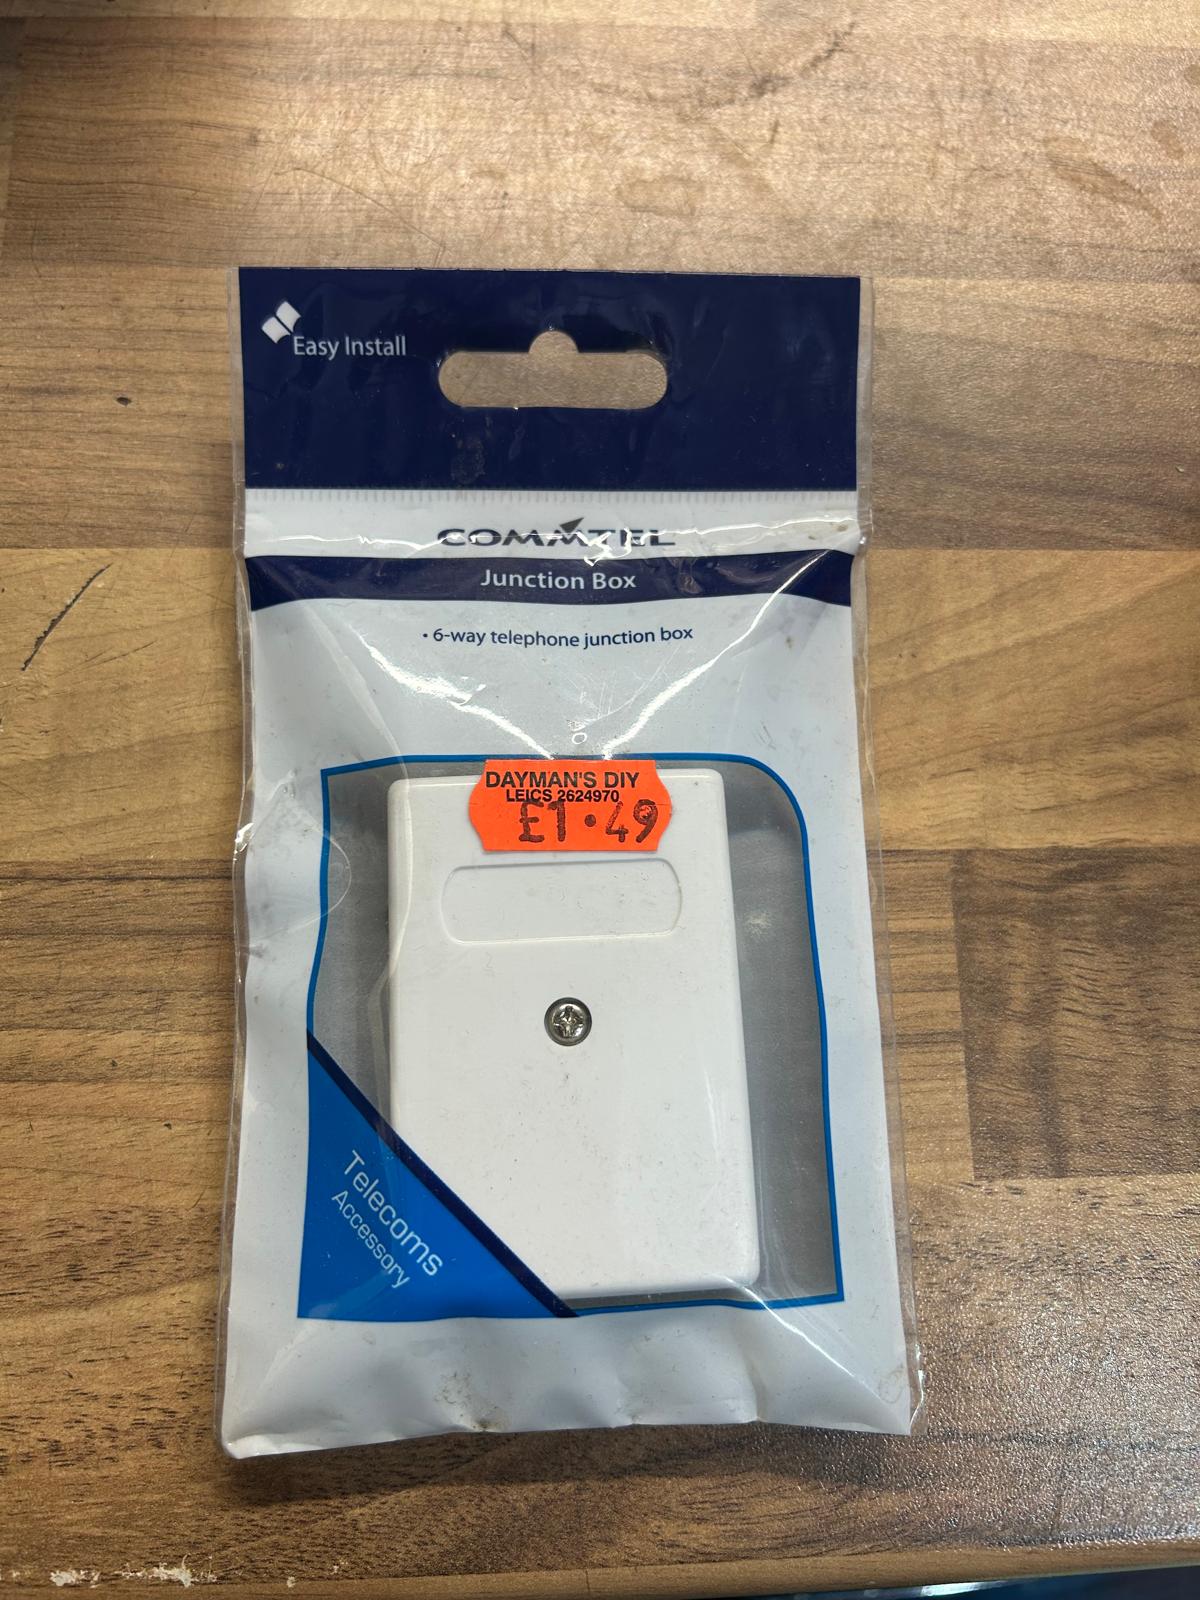 Easy Install
COMMTEL
Junction Box
• 6-way telephone junction box
DAYMAN'S DIY
LEICS 2624970
£1.49
Telecoms
Accessory